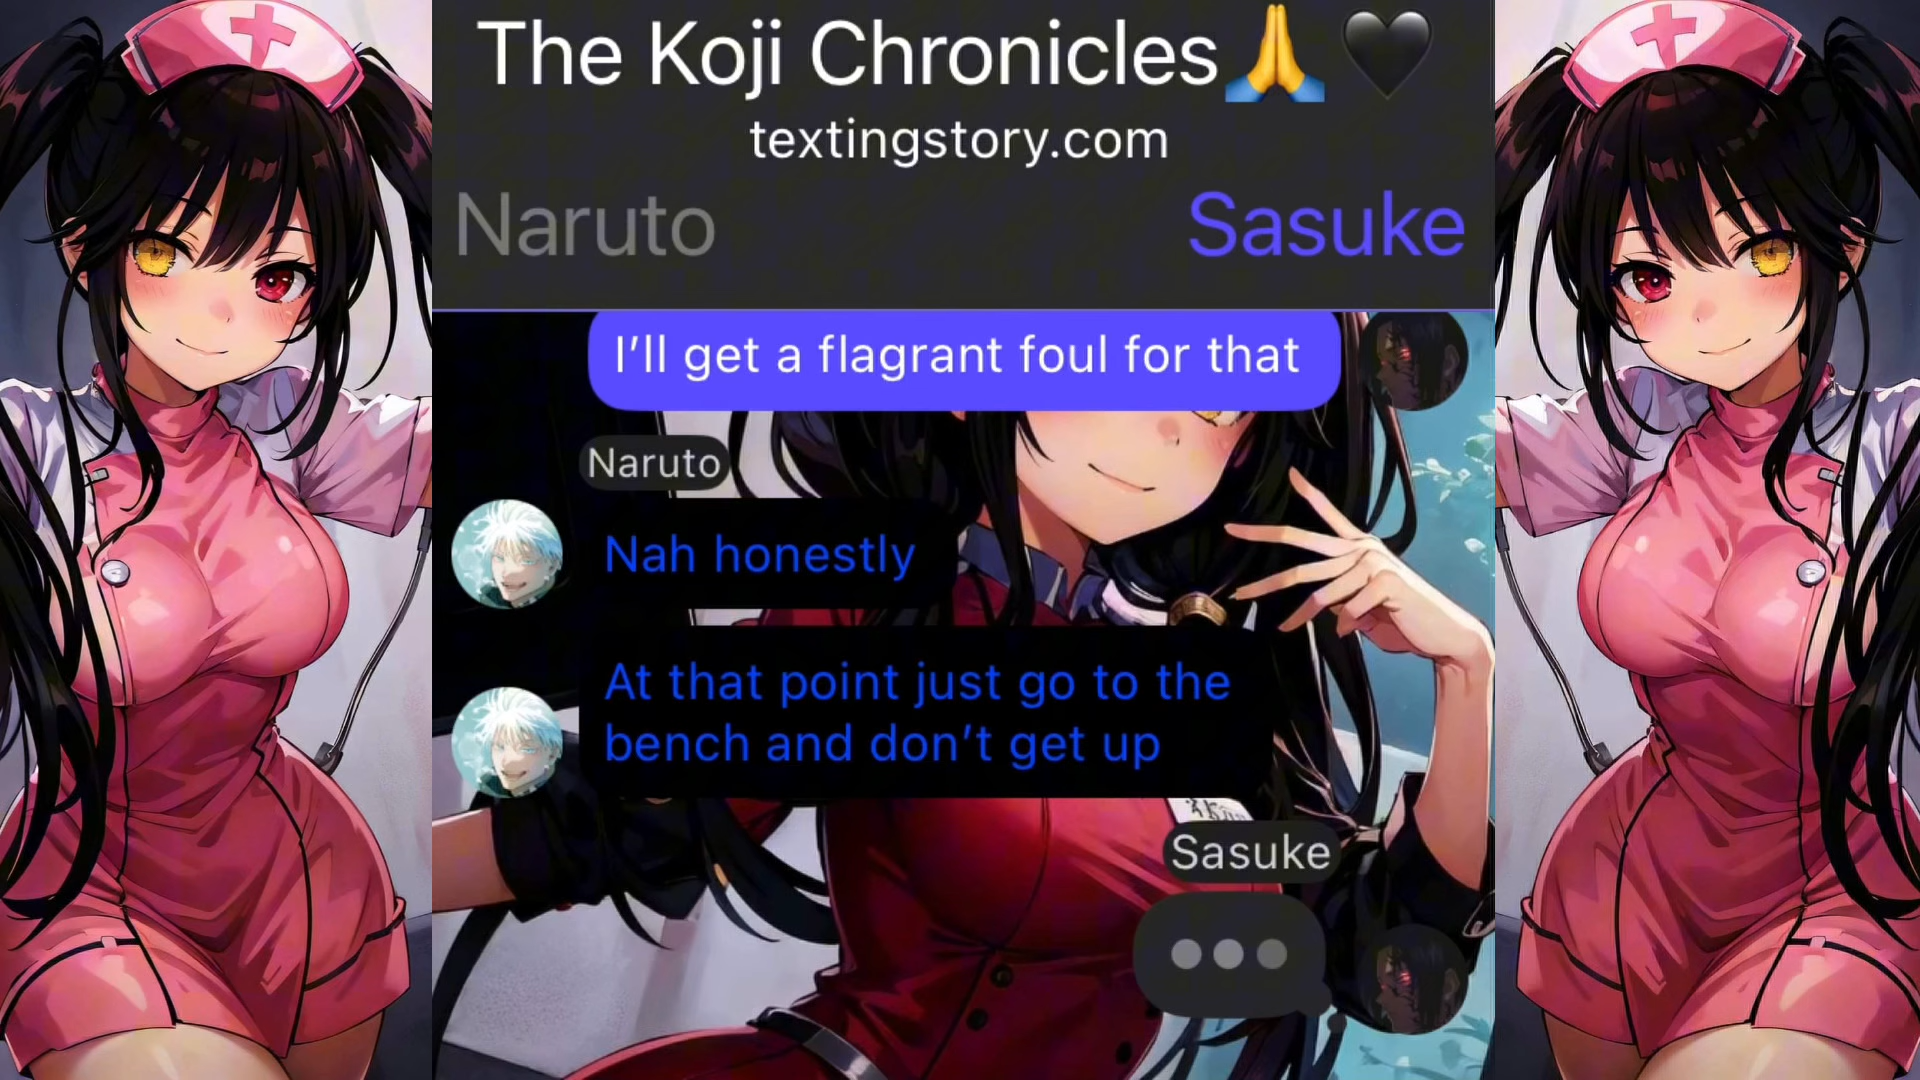 The Koji Chronicles🙏🖤
textingstory.com
Naruto
Sasuke
I’ll get a flagrant foul for that
Naruto
Nah honestly
At that point just go to the
bench and don’t get up
Sasuke